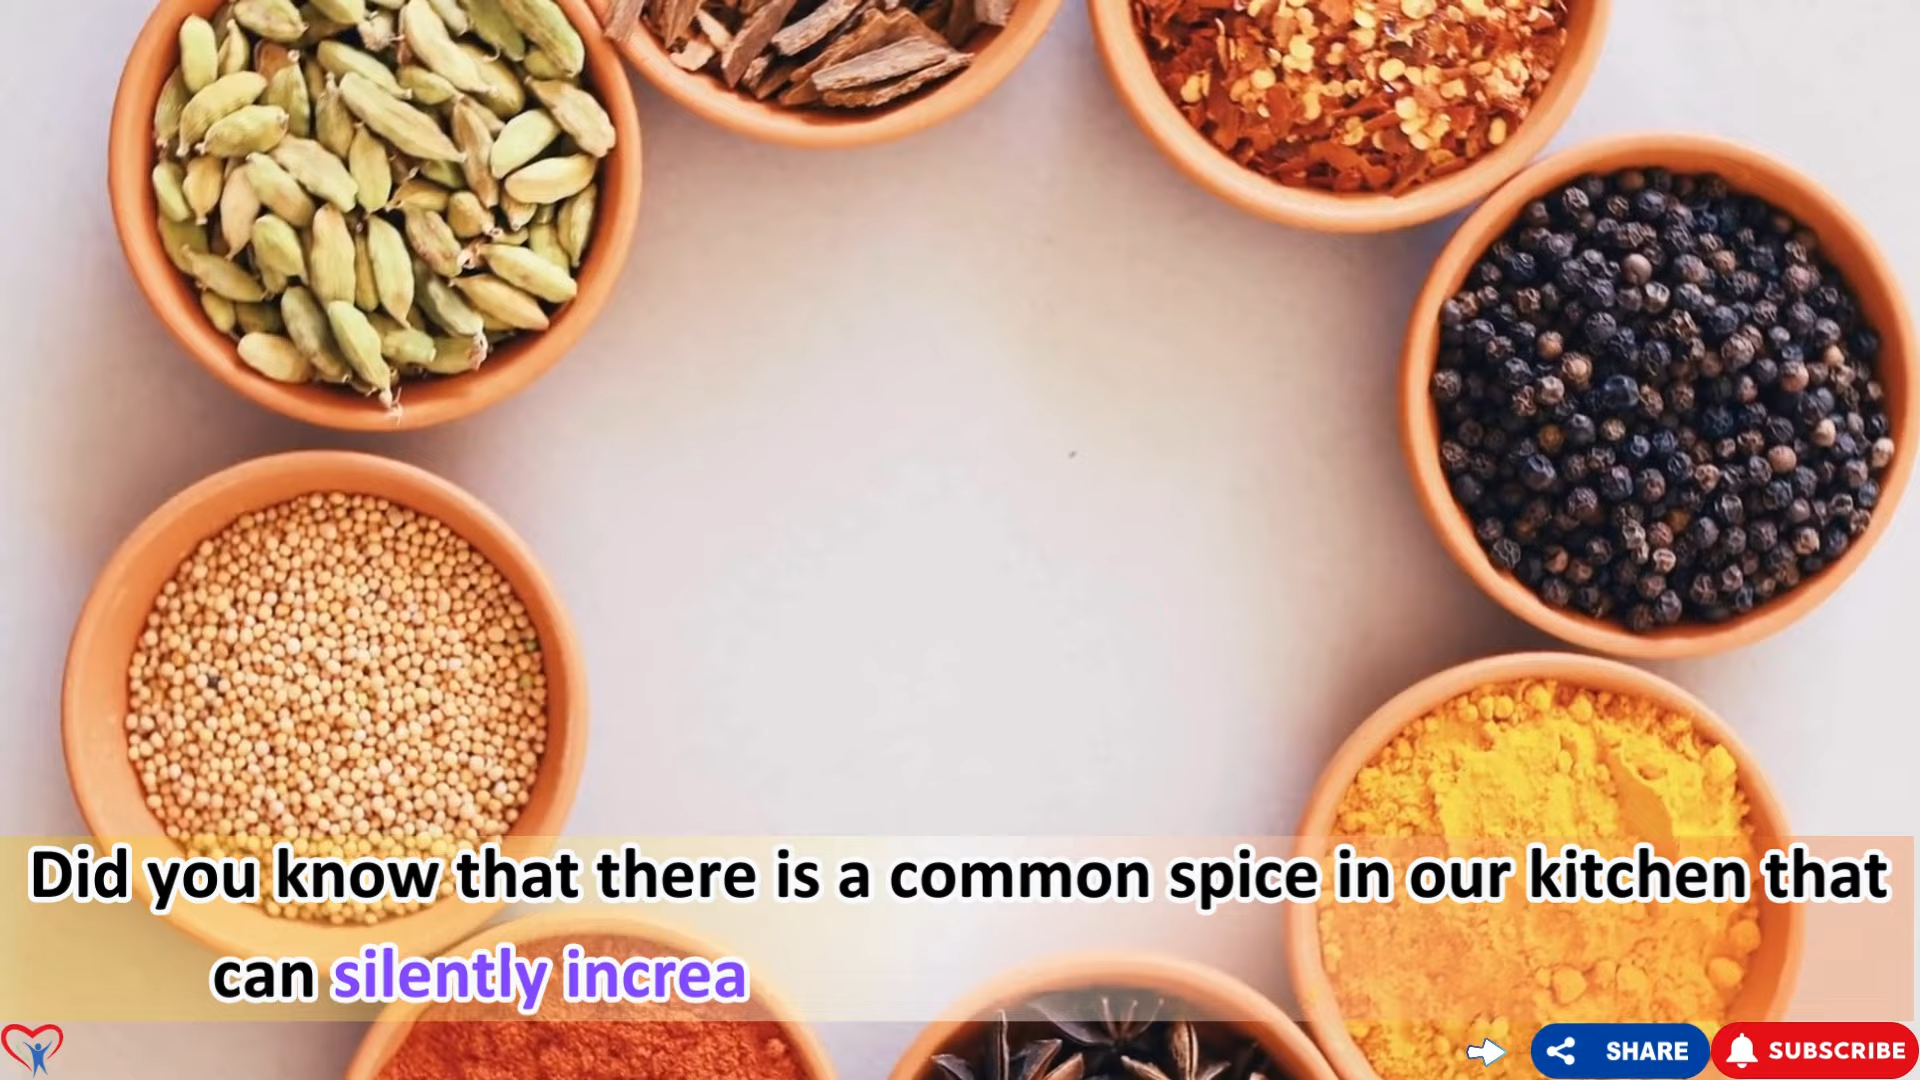 Did you know that there is a common spice in our kitchen that
can silently increa
SHARE
SUBSCRIBE